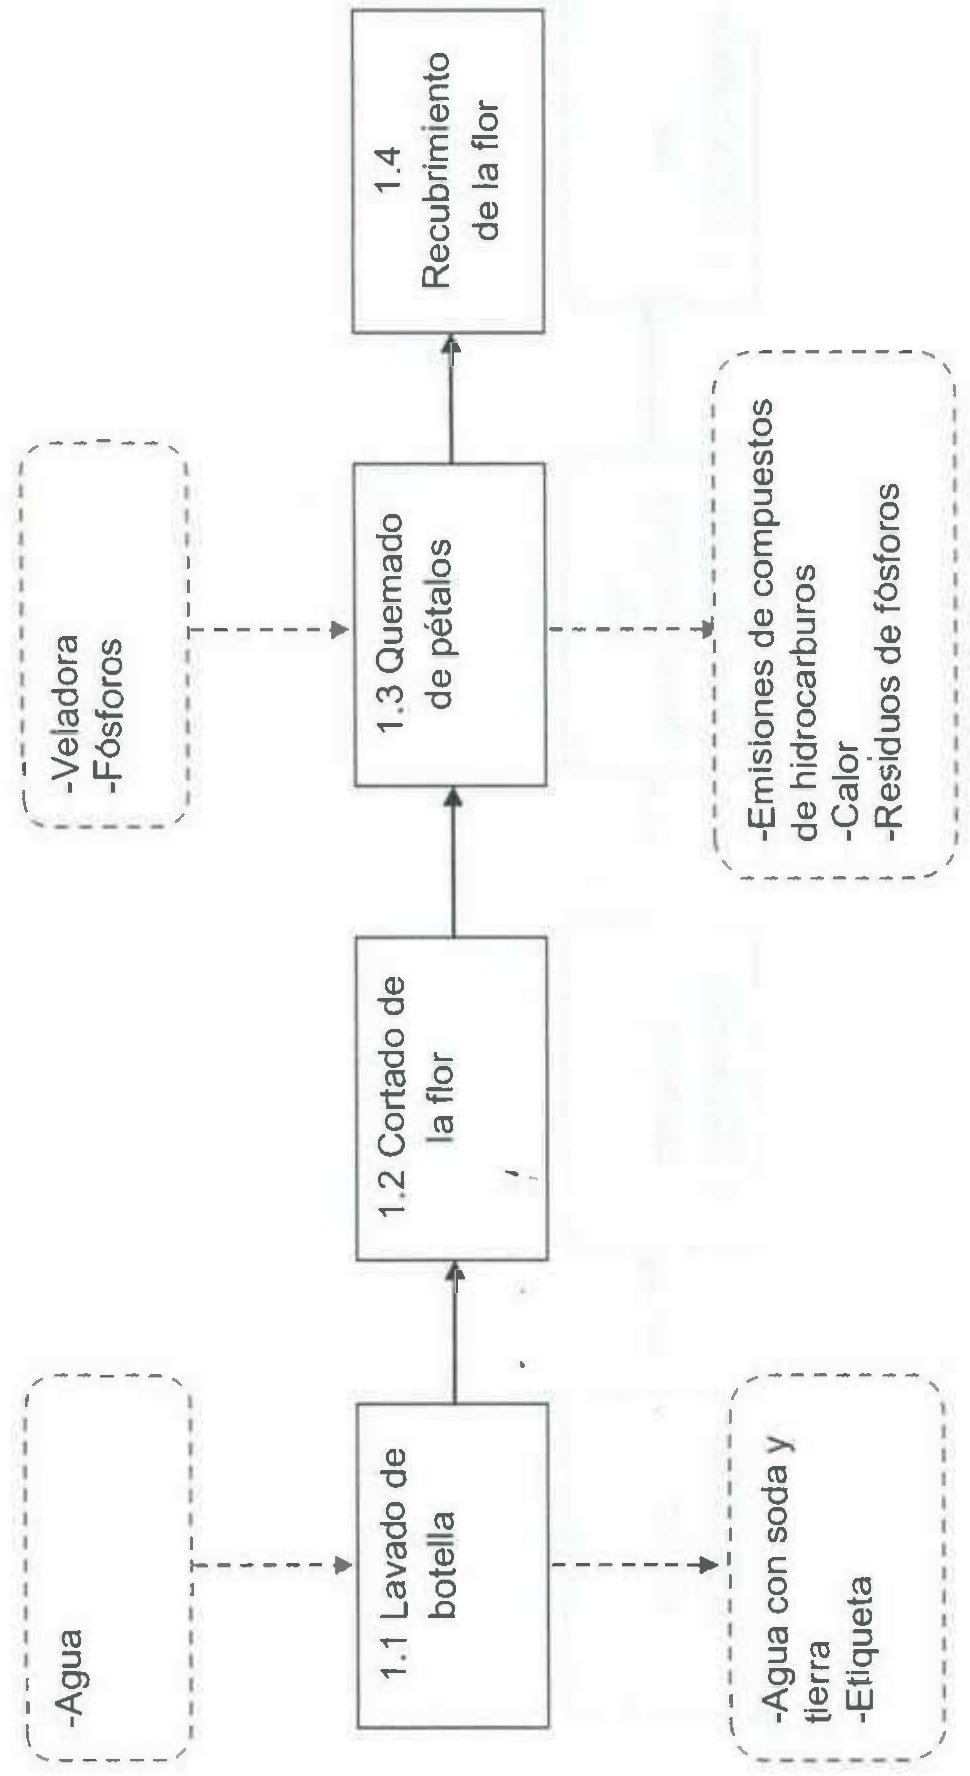 -Agua
-Veladora
-Fósforos
1.1 Lavado de
botella
1.2 Cortado de
la flor
1.3 Quemado
de pétalos
1.4
Recubrimiento
de la flor
-Agua con soda y
tierra
-Etiqueta
-Emisiones de compuestos
de hidrocarburos
-Calor
-Residuos de fósforos